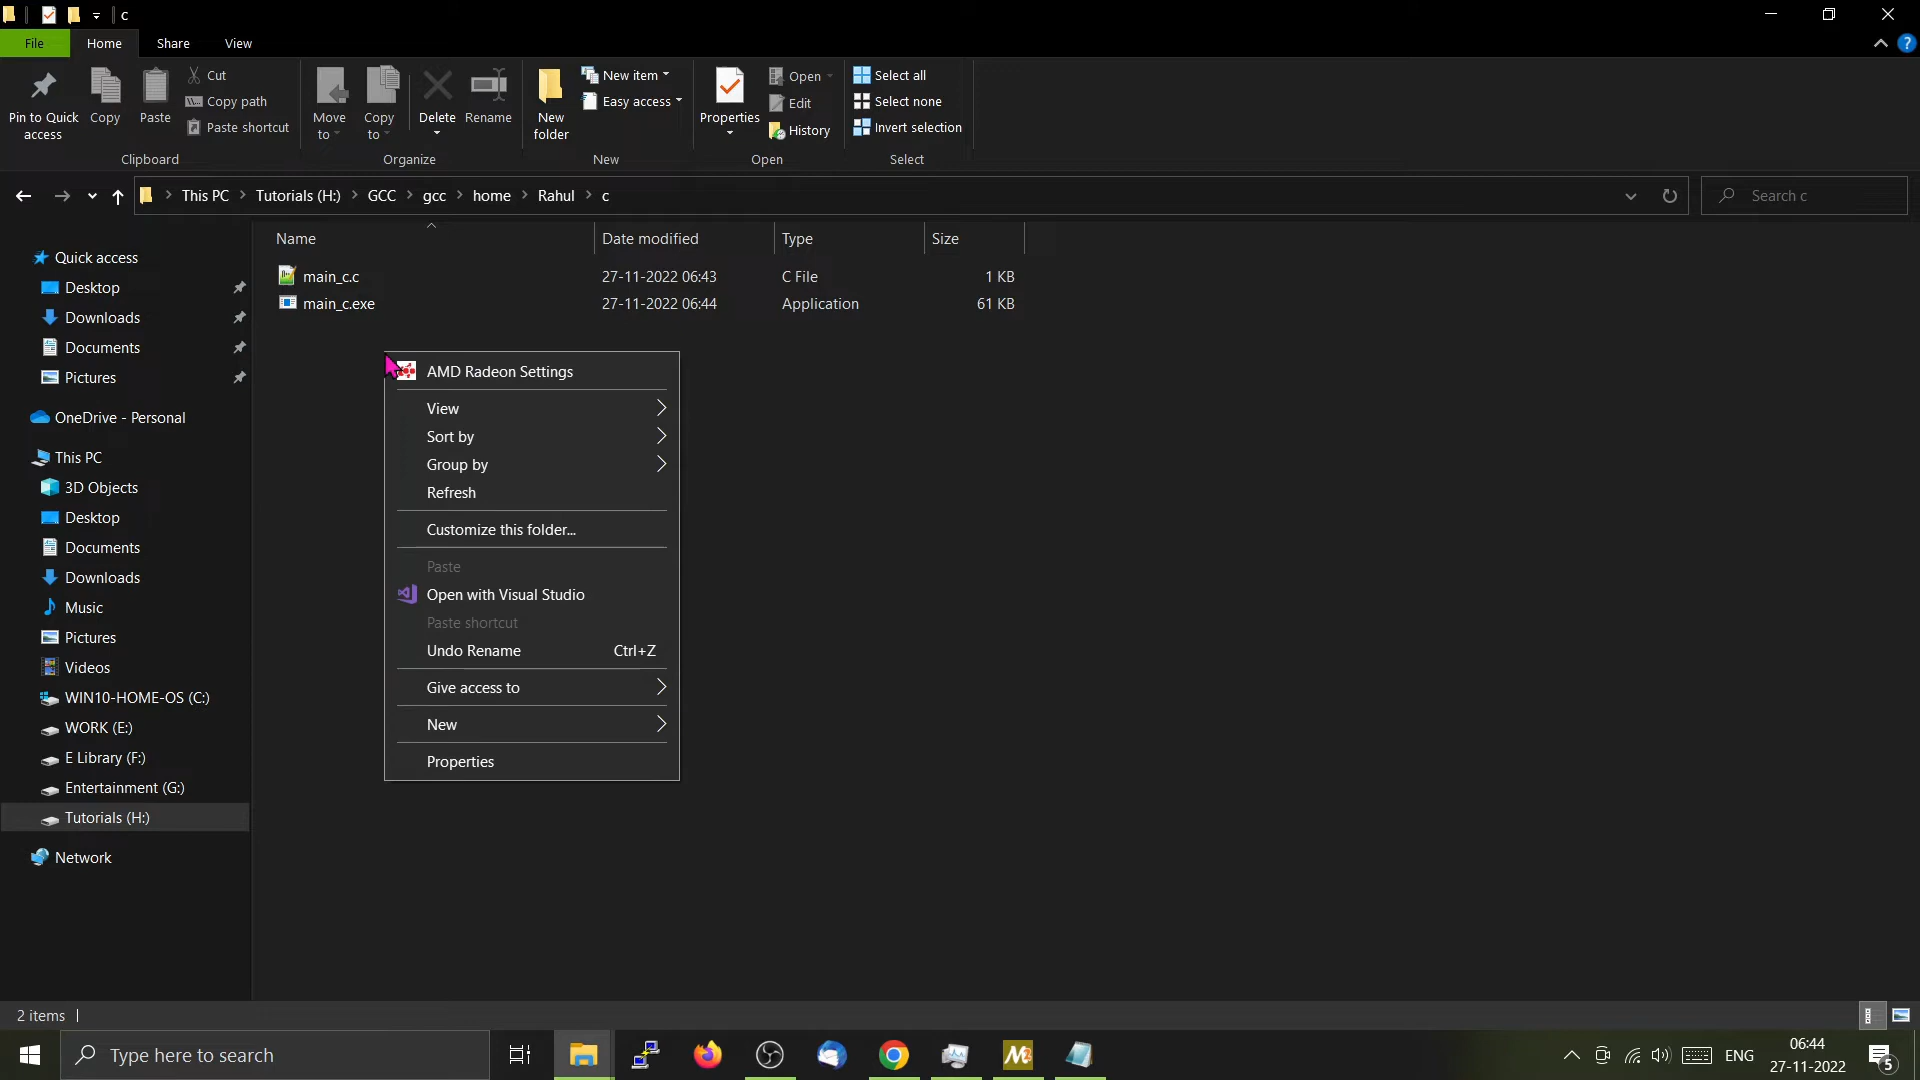 c
File
Home
Share
View
Pin to Quick
access
Copy
Paste
Cut
Copy path
Paste shortcut
Move
to
Copy
to
Delete
Rename
New
folder
New item
Easy access
Properties
Open
Edit
History
Select all
Select none
Invert selection
Clipboard
Organize
New
Open
Select
This PC
Tutorials (H:)
GCC
gcc
home
Rahul
c
Search c
Name
Date modified
Type
Size
main_c.c
27-11-2022 06:43
C File
1 KB
main_c.exe
27-11-2022 06:44
Application
61 KB
Quick access
Desktop
Downloads
Documents
Pictures
OneDrive - Personal
This PC
3D Objects
Desktop
Documents
Downloads
Music
Pictures
Videos
WIN10-HOME-OS (C:)
WORK (E:)
E Library (F:)
Entertainment (G:)
Tutorials (H:)
Network
AMD Radeon Settings
View
Sort by
Group by
Refresh
Customize this folder...
Paste
Open with Visual Studio
Paste shortcut
Undo Rename Ctrl+Z
Give access to
New
Properties
2 items
Type here to search
ENG
06:44
27-11-2022
5